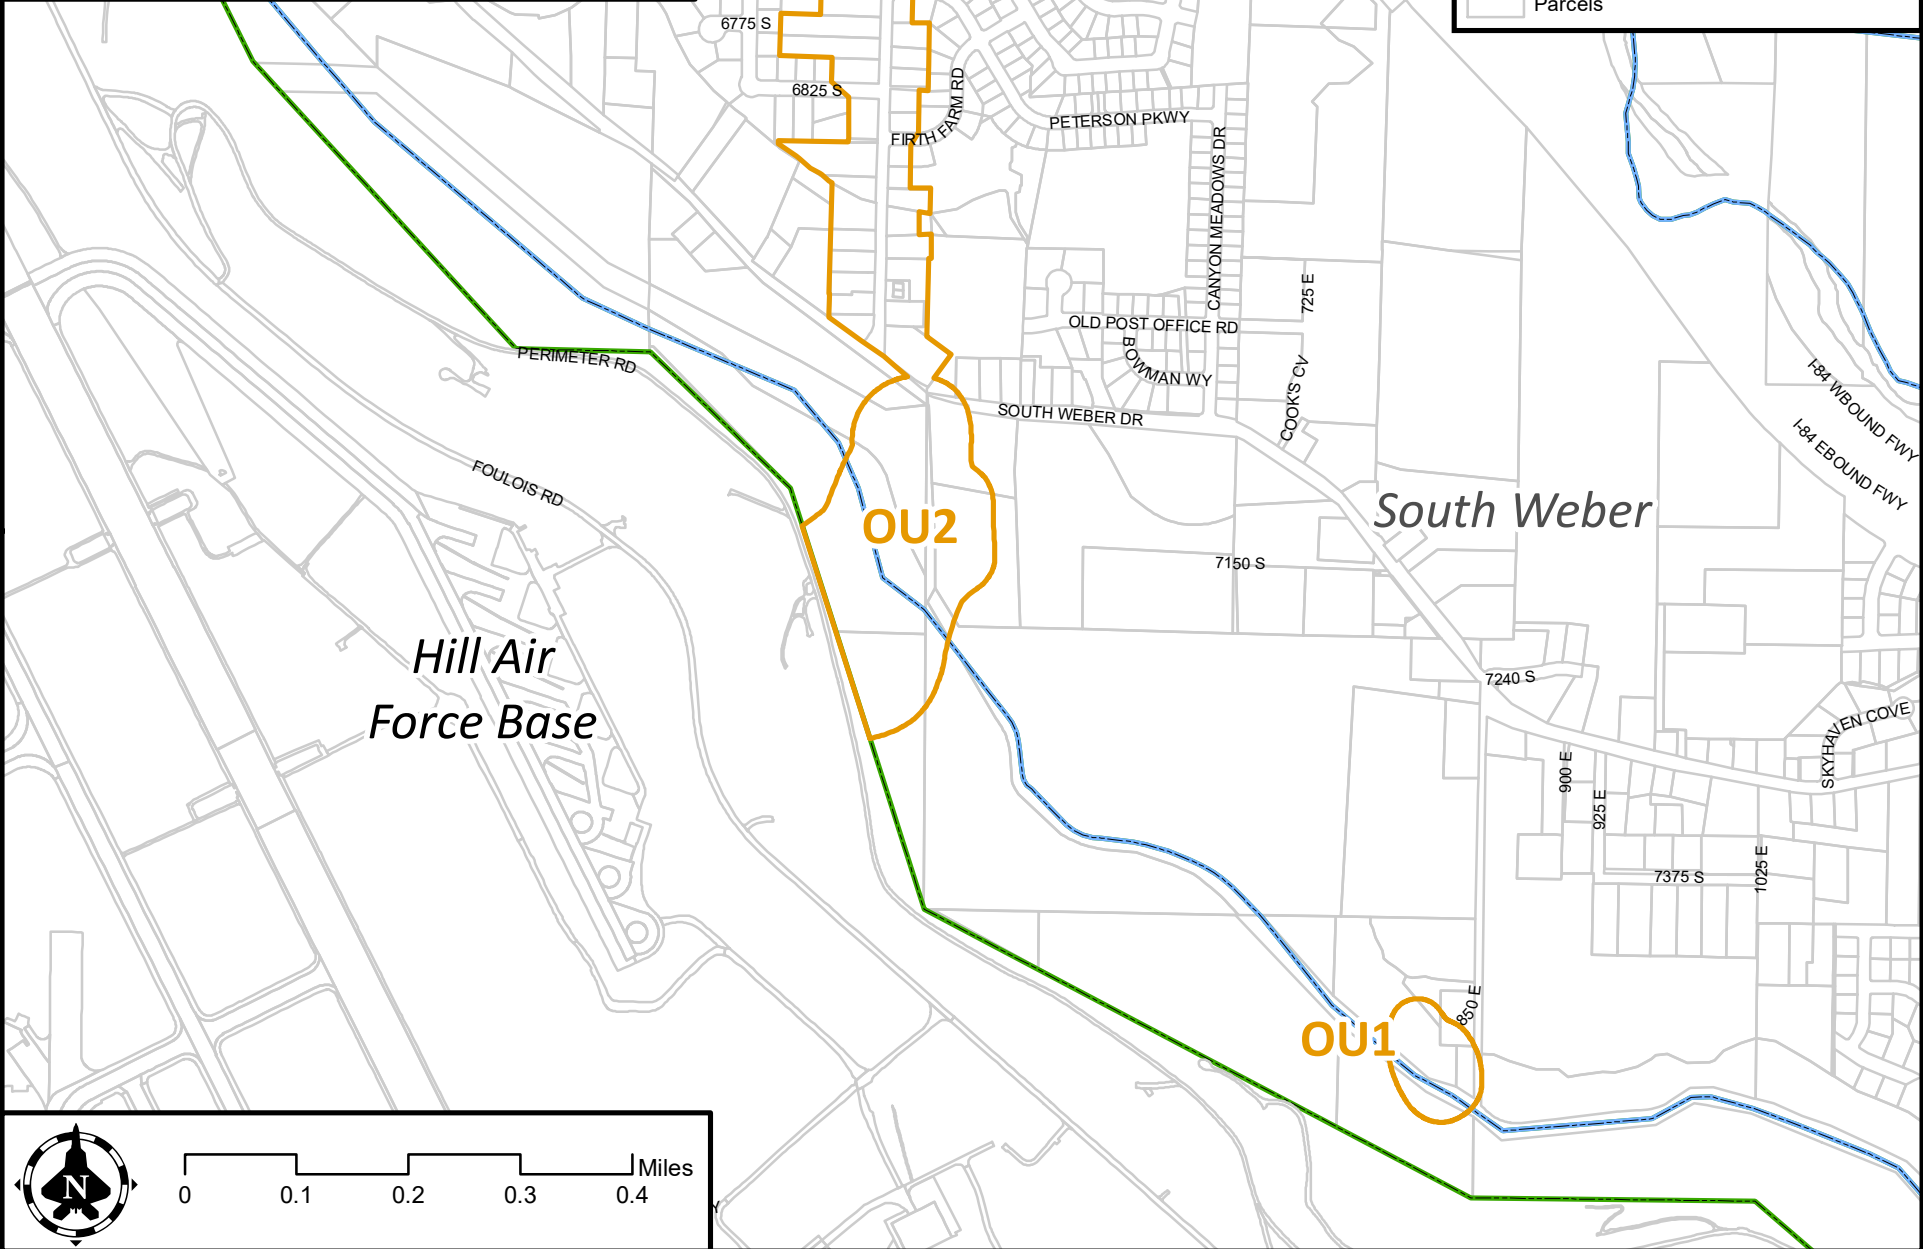 Parcels
6775 S
6825 S
FIRTH FARM RD
PETERSON PKWY
CANYON MEADOWS DR
725 E
OLD POST OFFICE RD
BOWMAN WY
COOK'S CV
SOUTH WEBER DR
PERIMETER RD
FOULOIS RD
I-84 WBOUND FWY
I-84 EBOUND FWY
South Weber
OU2
7150 S
Hill Air
Force Base
7240 S
SKYHAVEN COVE
900 E
925 E
1025 E
7375 S
850 E
OU1
N
0 0.1 0.2 0.3 0.4 Miles
Y